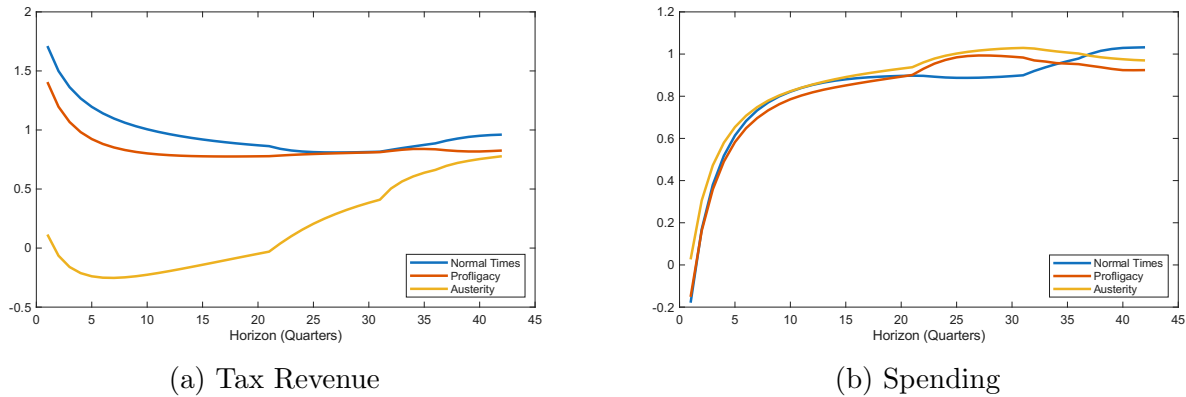 2
1.5
1
0.5
0
-0.5
0 5 10 15 20 25 30 35 40 45
Horizon (Quarters)
Normal Times
Profligacy
Austerity
(a) Tax Revenue
1.2
1
0.8
0.6
0.4
0.2
0
-0.2
0 5 10 15 20 25 30 35 40 45
Horizon (Quarters)
Normal Times
Profligacy
Austerity
(b) Spending